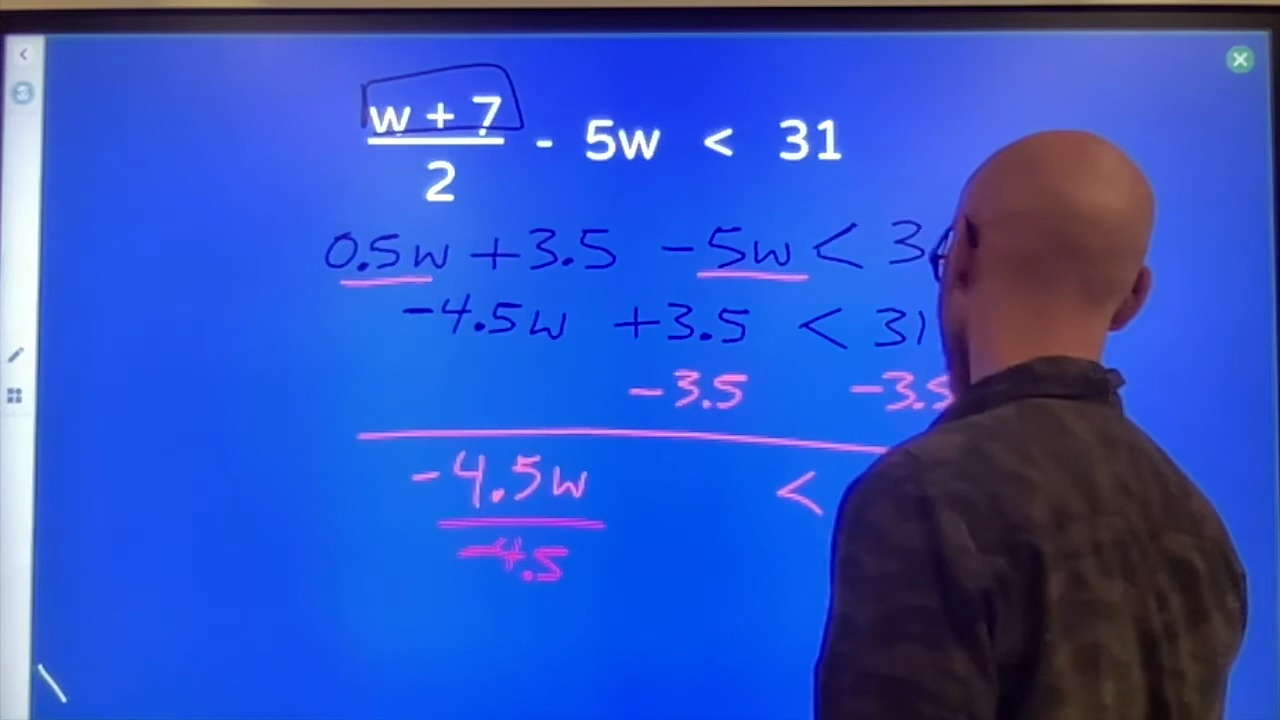 w + 7
2
- 5w < 31
0.5w +3.5 -5w < 3
-4.5w +3.5 < 31
-3.5 -3.5
-4.5w <
-4.5